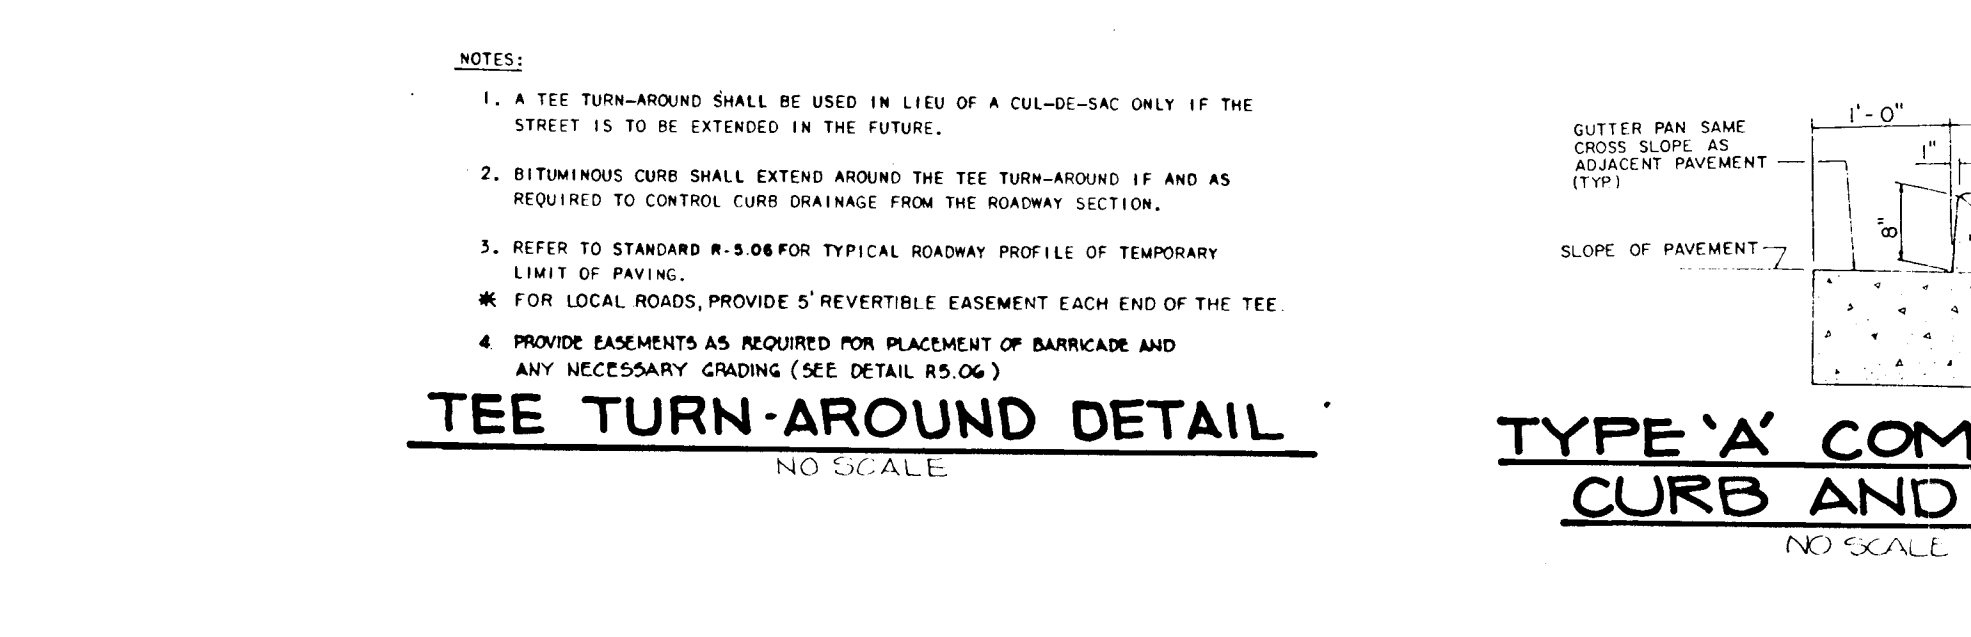 NOTES:
1. A TEE TURN-AROUND SHALL BE USED IN LIEU OF A CUL-DE-SAC ONLY IF THE
STREET IS TO BE EXTENDED IN THE FUTURE.
2. BITUMINOUS CURB SHALL EXTEND AROUND THE TEE TURN-AROUND IF AND AS
REQUIRED TO CONTROL CURB DRAINAGE FROM THE ROADWAY SECTION.
3. REFER TO STANDARD R-5.06 FOR TYPICAL ROADWAY PROFILE OF TEMPORARY
LIMIT OF PAVING.
* FOR LOCAL ROADS, PROVIDE 5' REVERTIBLE EASEMENT EACH END OF THE TEE.
4. PROVIDE EASEMENTS AS REQUIRED FOR PLACEMENT OF BARRICADE AND
ANY NECESSARY GRADING (SEE DETAIL R5.06)
TEE TURN-AROUND DETAIL
NO SCALE
1'-0"
GUTTER PAN SAME
CROSS SLOPE AS
ADJACENT PAVEMENT
(TYP)
1"
8"
SLOPE OF PAVEMENT
TYPE 'A' COM
CURB AND
NO SCALE